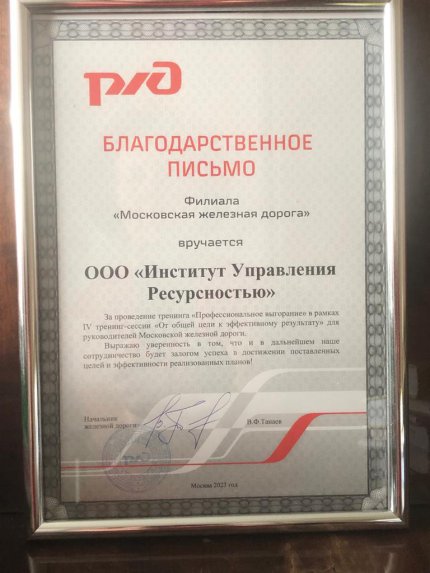 РЖД
БЛАГОДАРСТВЕННОЕ
ПИСЬМО
Филиала
«Московская железная дорога»
вручается
ООО «Институт Управления
Ресурсностью»
За проведение тренинга «Профессиональное выгорание» в рамках
IV тренинг-сессии «От общей цели к эффективному результату» для
руководителей Московской железной дороги.
Выражаю уверенность в том, что и в дальнейшем наше
сотрудничество будет залогом успеха в достижении поставленных
целей и эффективности реализованных планов!
Начальник
железной дороги
В.Ф.Танаев
Москва 2023 год